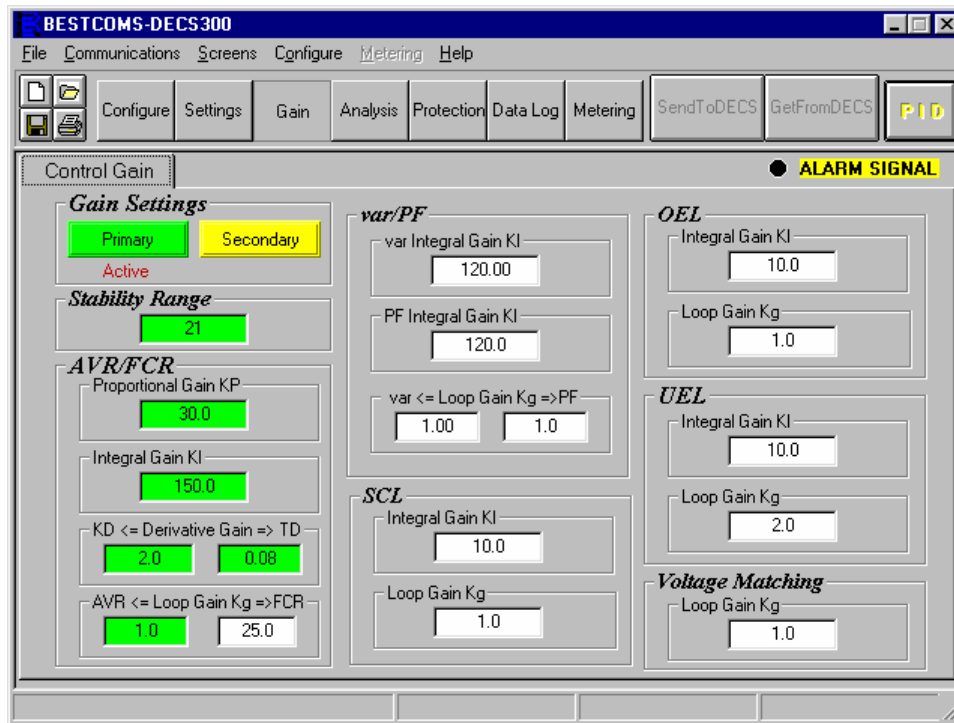 BESTCOMS-DECS300
File Communications Screens Configure Metering Help
Configure Settings Gain Analysis Protection Data Log Metering SendToDECS GetFromDECS PID
Control Gain
ALARM SIGNAL
Gain Settings
Primary Secondary
Active
Stability Range
21
AVR/FCR
Proportional Gain KP
30.0
Integral Gain KI
150.0
KD <= Derivative Gain => TD
2.0 0.08
AVR <= Loop Gain Kg =>FCR
1.0 25.0
var/PF
var Integral Gain KI
120.00
PF Integral Gain KI
120.0
var <= Loop Gain Kg =>PF
1.00 1.0
SCL
Integral Gain KI
10.0
Loop Gain Kg
1.0
OEL
Integral Gain KI
10.0
Loop Gain Kg
1.0
UEL
Integral Gain KI
10.0
Loop Gain Kg
2.0
Voltage Matching
Loop Gain Kg
1.0